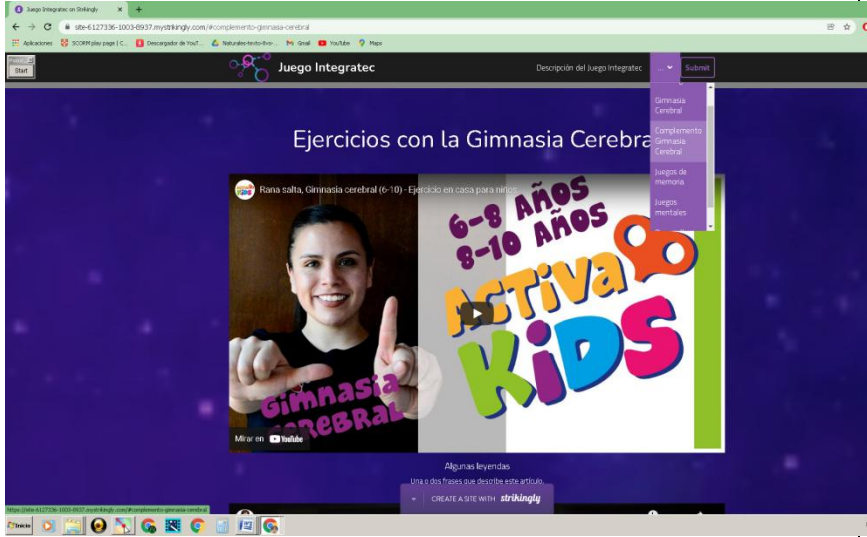 Juego Integratec on Strikingly
site-6127336-1003-8937.mystrikingly.com/#complemento-gimnasia-cerebral
Aplicaciones
SCORM play page | C...
Descargador de YouT...
Naturales-texto-9vo-...
Gmail
YouTube
Maps
Start
Juego Integratec
Descripción del Juego Integratec
...
Submit
Gimnasia
Cerebral
Complemento
Gimnasia
Cerebral
Juegos de
memoria
Juegos
mentales
Ejercicios con la Gimnasia Cerebra
Rana salta, Gimnasia cerebral (6-10) - Ejercicio en casa para niños
6-8 AÑOS
8-10 AÑOS
ACTIVA
KIDS
Gimnasia
CEREBRAL
Mirar en YouTube
Algunas leyendas
Una o dos frases que describe este artículo.
CREATE A SITE WITH strikingly
https://site-6127336-1003-8937.mystrikingly.com/#complemento-gimnasia-cerebral
Inicio